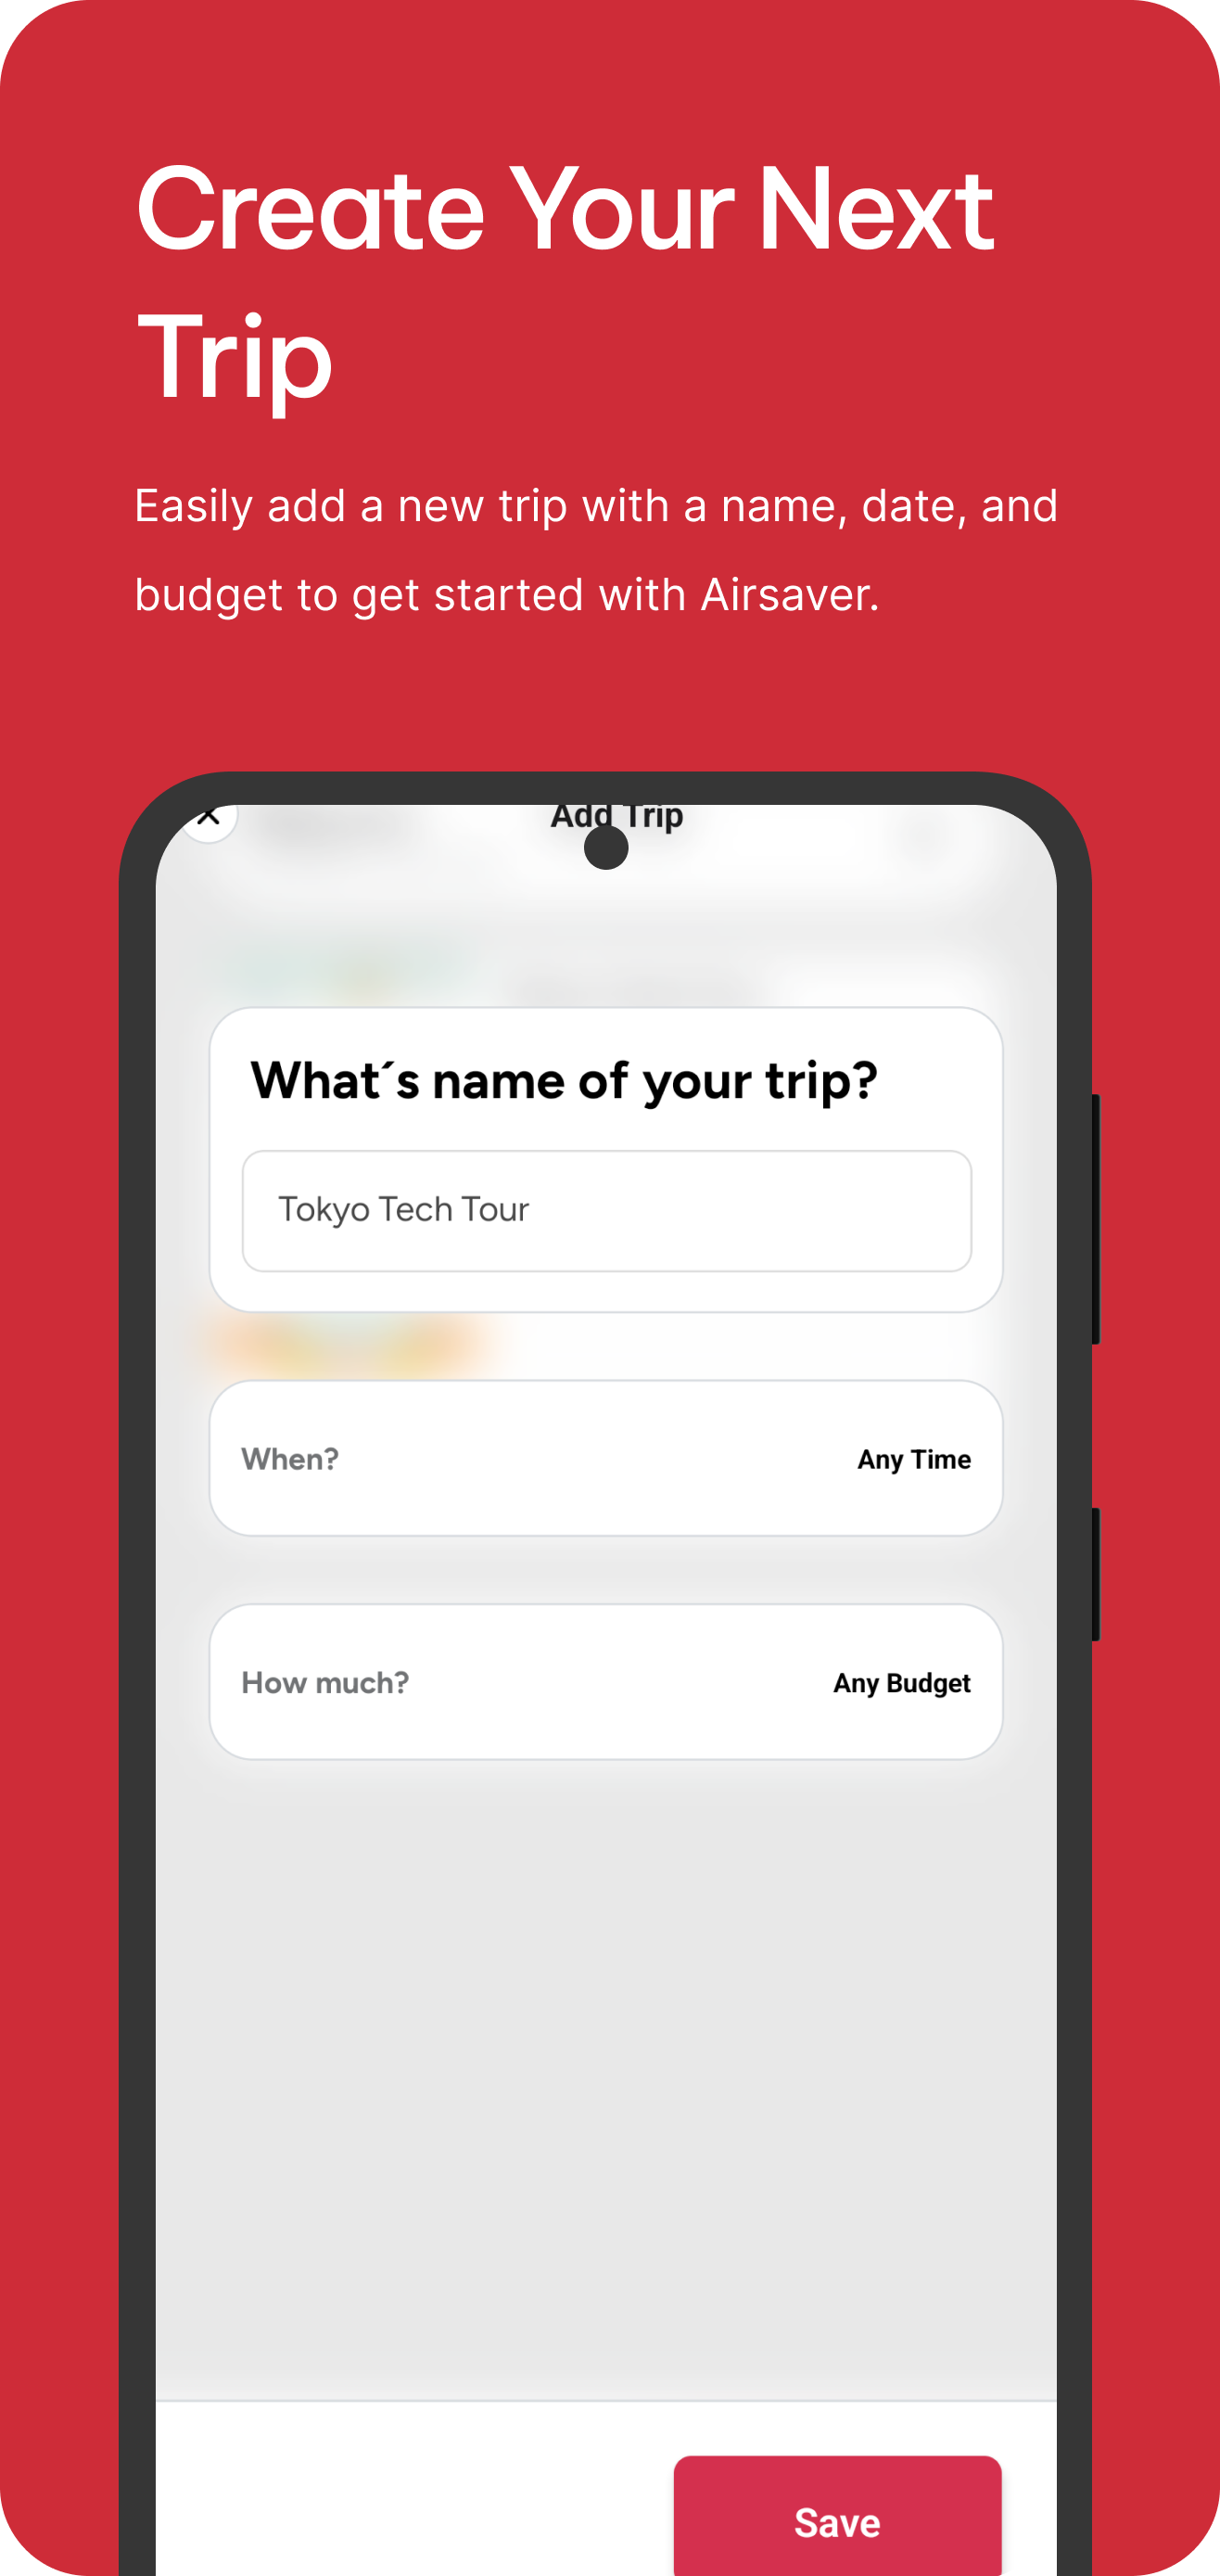 Create Your Next
Trip
Easily add a new trip with a name, date, and
budget to get started with Airsaver.
Add Trip
What´s name of your trip?
Tokyo Tech Tour
When?
Any Time
How much?
Any Budget
Save